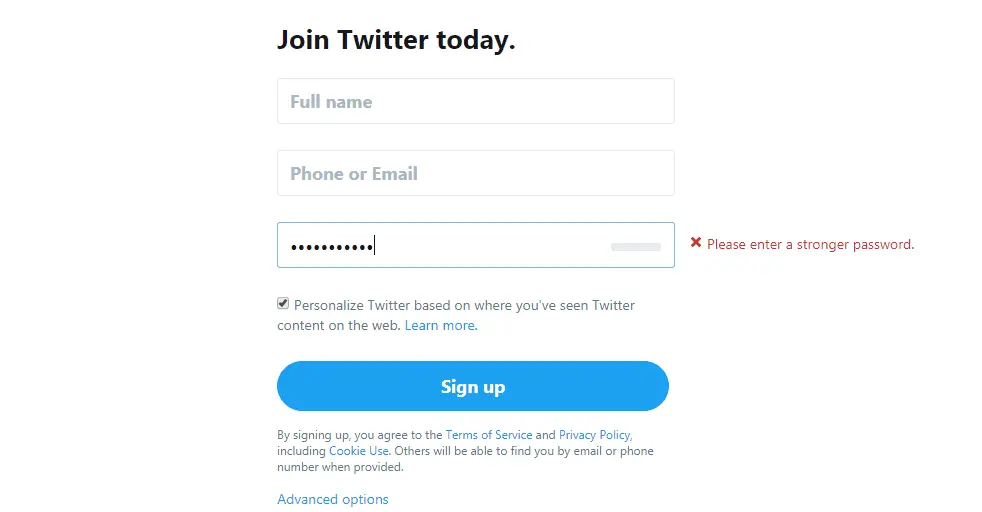 Join Twitter today.
Full name
Phone or Email
•••••••••••
Please enter a stronger password.
Personalize Twitter based on where you've seen Twitter
content on the web. Learn more.
Sign up
By signing up, you agree to the Terms of Service and Privacy Policy,
including Cookie Use. Others will be able to find you by email or phone
number when provided.
Advanced options